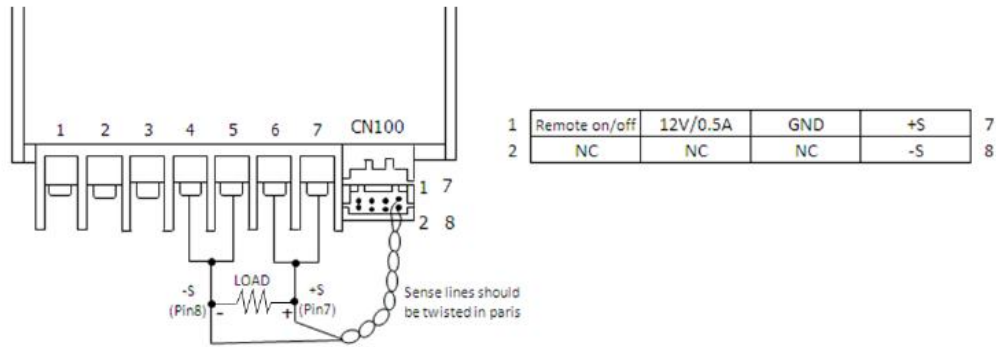 1 2 3 4 5 6 7 CN100
1 7
2 8
-S
(Pin8)
LOAD
- +
+S
(Pin7)
Sense lines should
be twisted in paris
1 Remote on/off 12V/0.5A GND +S 7
2 NC NC NC -S 8